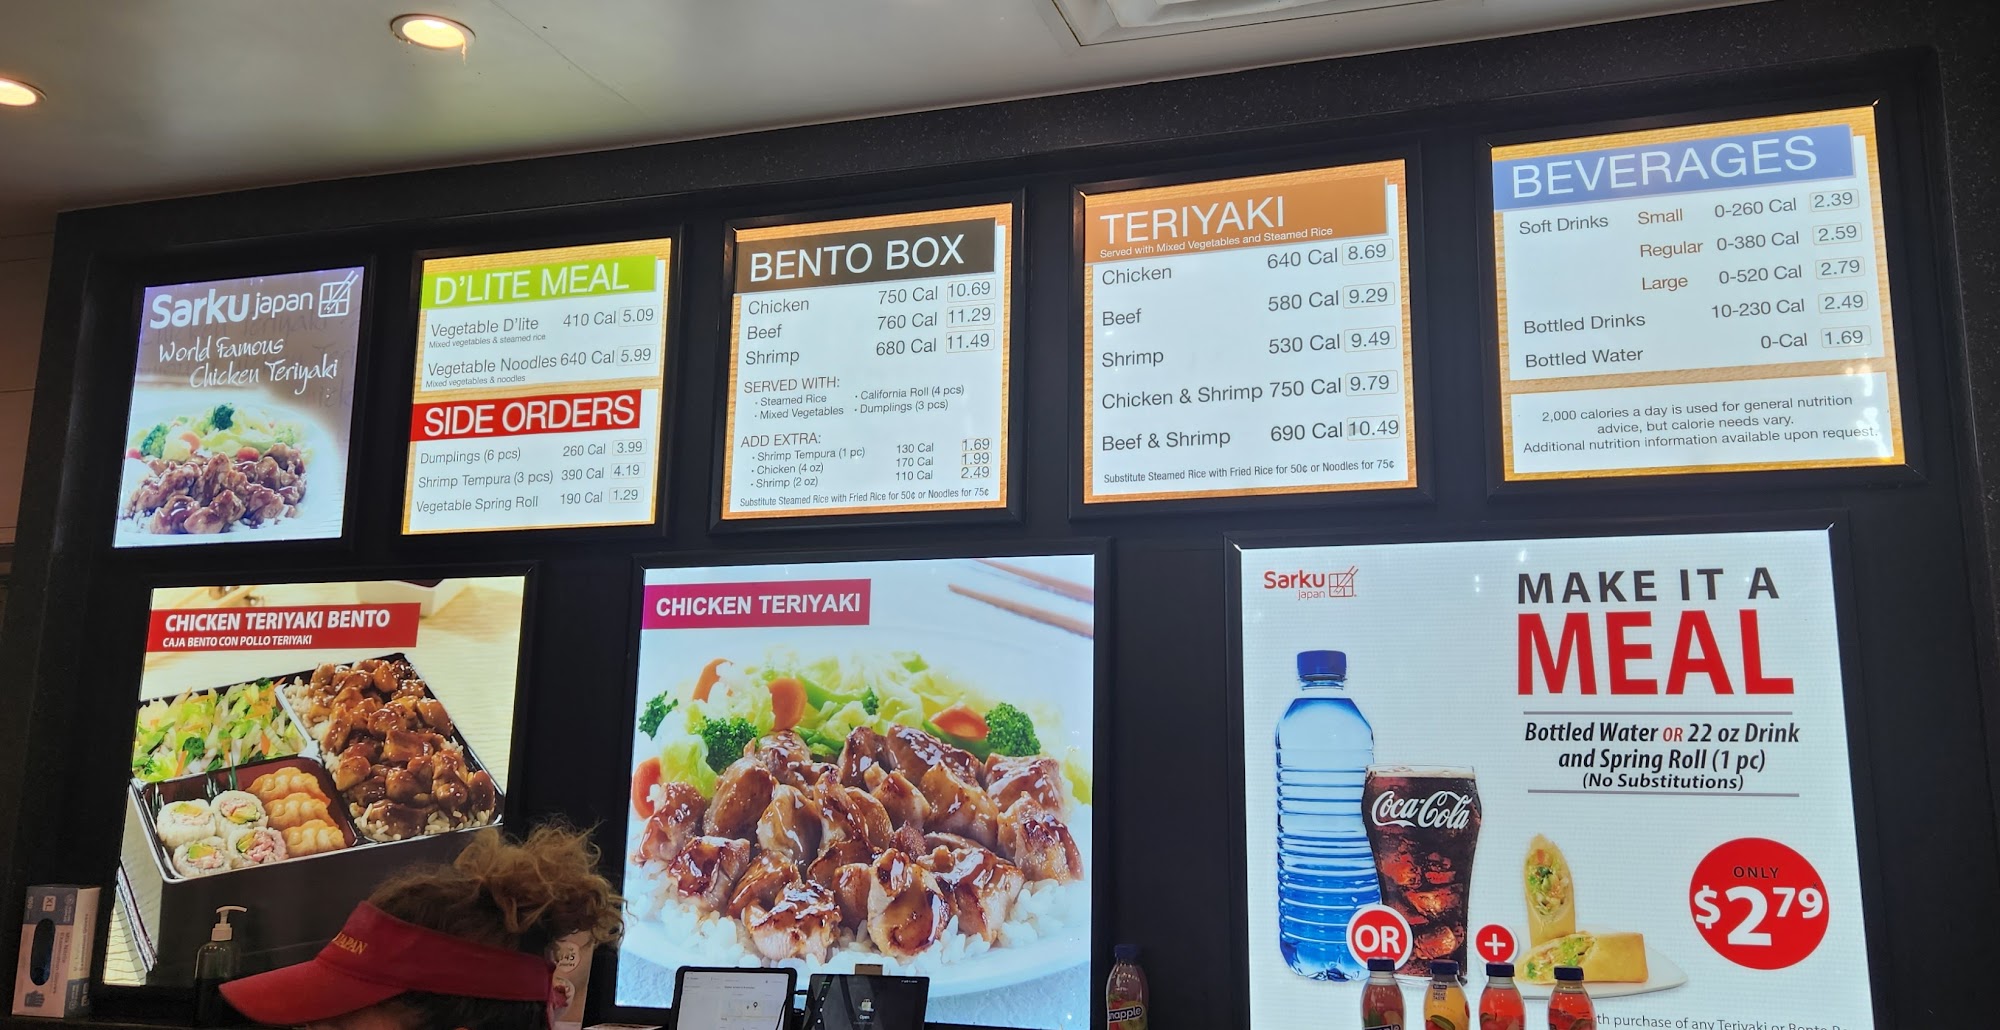 Sarku japan
World Famous
Chicken Teriyaki
D'LITE MEAL
Vegetable D'lite 410 Cal 5.09
Mixed vegetables & steamed rice
Vegetable Noodles 640 Cal 5.99
Mixed vegetables & noodles
SIDE ORDERS
Dumplings (6 pcs) 260 Cal 3.99
Shrimp Tempura (3 pcs) 390 Cal 4.19
Vegetable Spring Roll 190 Cal 1.29
BENTO BOX
Chicken 750 Cal 10.69
Beef 760 Cal 11.29
Shrimp 680 Cal 11.49
SERVED WITH:
· Steamed Rice · California Roll (4 pcs)
· Mixed Vegetables · Dumplings (3 pcs)
ADD EXTRA:
· Shrimp Tempura (1 pc) 130 Cal 1.69
· Chicken (4 oz) 170 Cal 1.99
· Shrimp (2 oz) 110 Cal 2.49
Substitute Steamed Rice with Fried Rice for 50¢ or Noodles for 75¢
TERIYAKI
Served with Mixed Vegetables and Steamed Rice
Chicken 640 Cal 8.69
Beef 580 Cal 9.29
Shrimp 530 Cal 9.49
Chicken & Shrimp 750 Cal 9.79
Beef & Shrimp 690 Cal 10.49
Substitute Steamed Rice with Fried Rice for 50¢ or Noodles for 75¢
BEVERAGES
Soft Drinks Small 0-260 Cal 2.39
Regular 0-380 Cal 2.59
Large 0-520 Cal 2.79
Bottled Drinks 10-230 Cal 2.49
Bottled Water 0-Cal 1.69
2,000 calories a day is used for general nutrition
advice, but calorie needs vary.
Additional nutrition information available upon request.
CHICKEN TERIYAKI BENTO
CAJA BENTO CON POLLO TERIYAKI
CHICKEN TERIYAKI
Sarku
japan
MAKE IT A
MEAL
Bottled Water OR 22 oz Drink
and Spring Roll (1 pc)
(No Substitutions)
Coca-Cola
OR
+
ONLY
$2.79
purchase of any Teriyaki or Bento
JAPAN
XL
Open